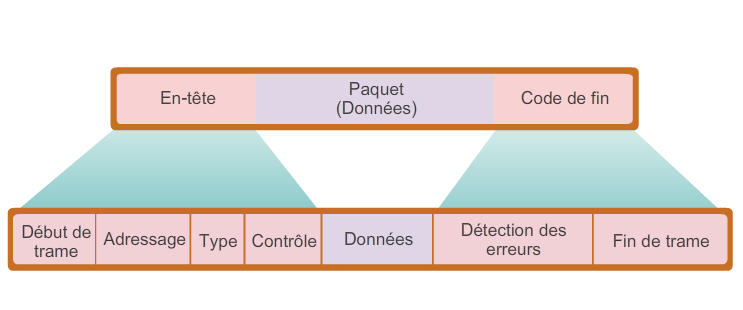 En-tête
Paquet
(Données)
Code de fin
Début de
trame
Adressage
Type
Contrôle
Données
Détection des
erreurs
Fin de trame